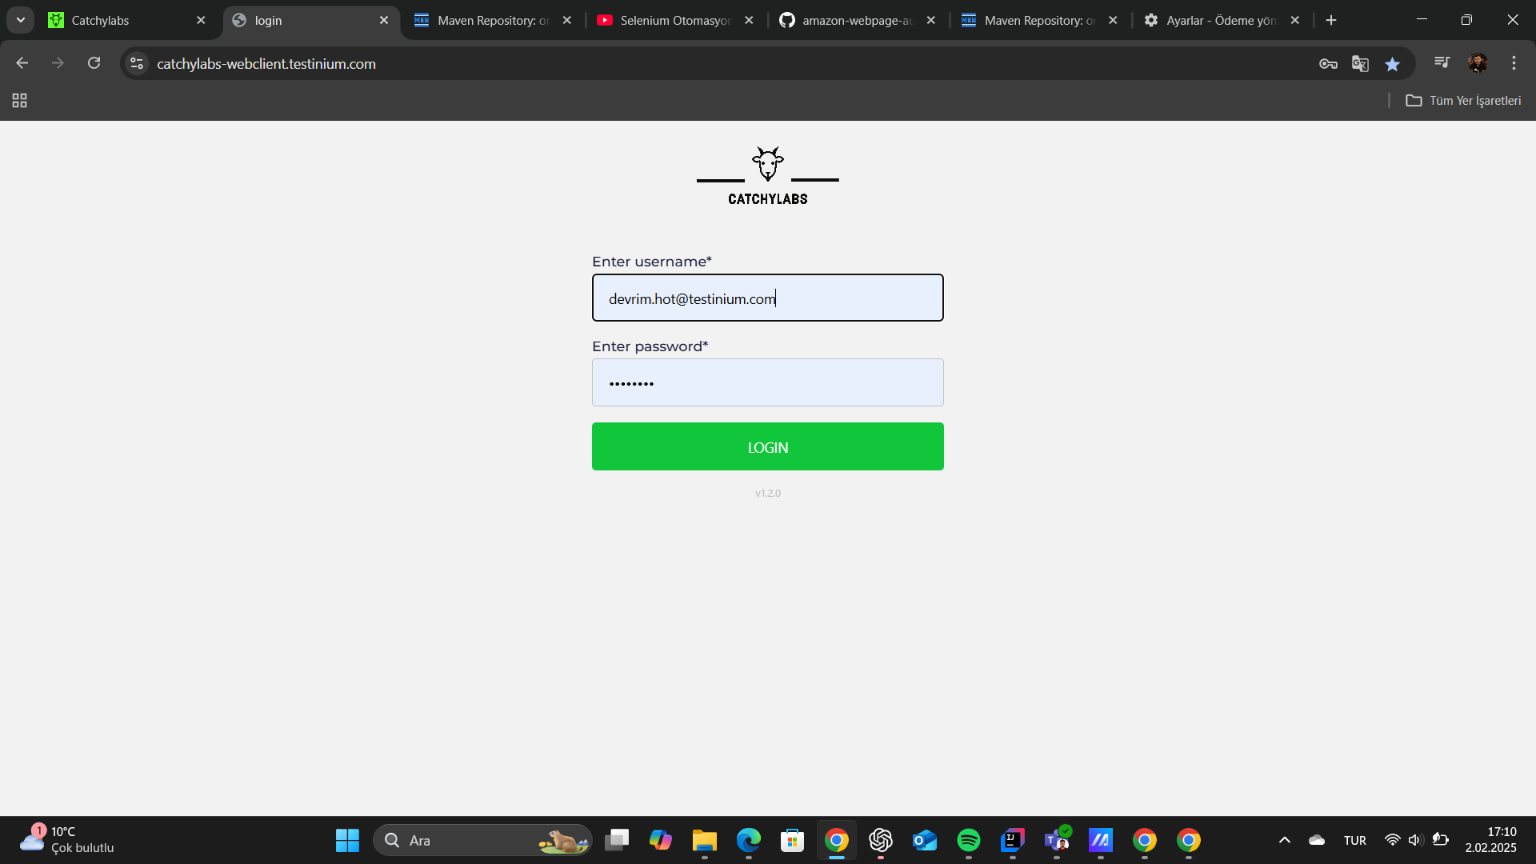 Catchylabs
login
Maven Repository: or
Selenium Otomasyon
amazon-webpage-au
Maven Repository: or
Ayarlar - Ödeme yön
catchylabs-webclient.testinium.com
Tüm Yer İşaretleri
CATCHYLABS
Enter username*
devrim.hot@testinium.com
Enter password*
••••••••
LOGIN
v1.2.0
1
10°C
Çok bulutlu
Ara
TUR
17:10
2.02.2025